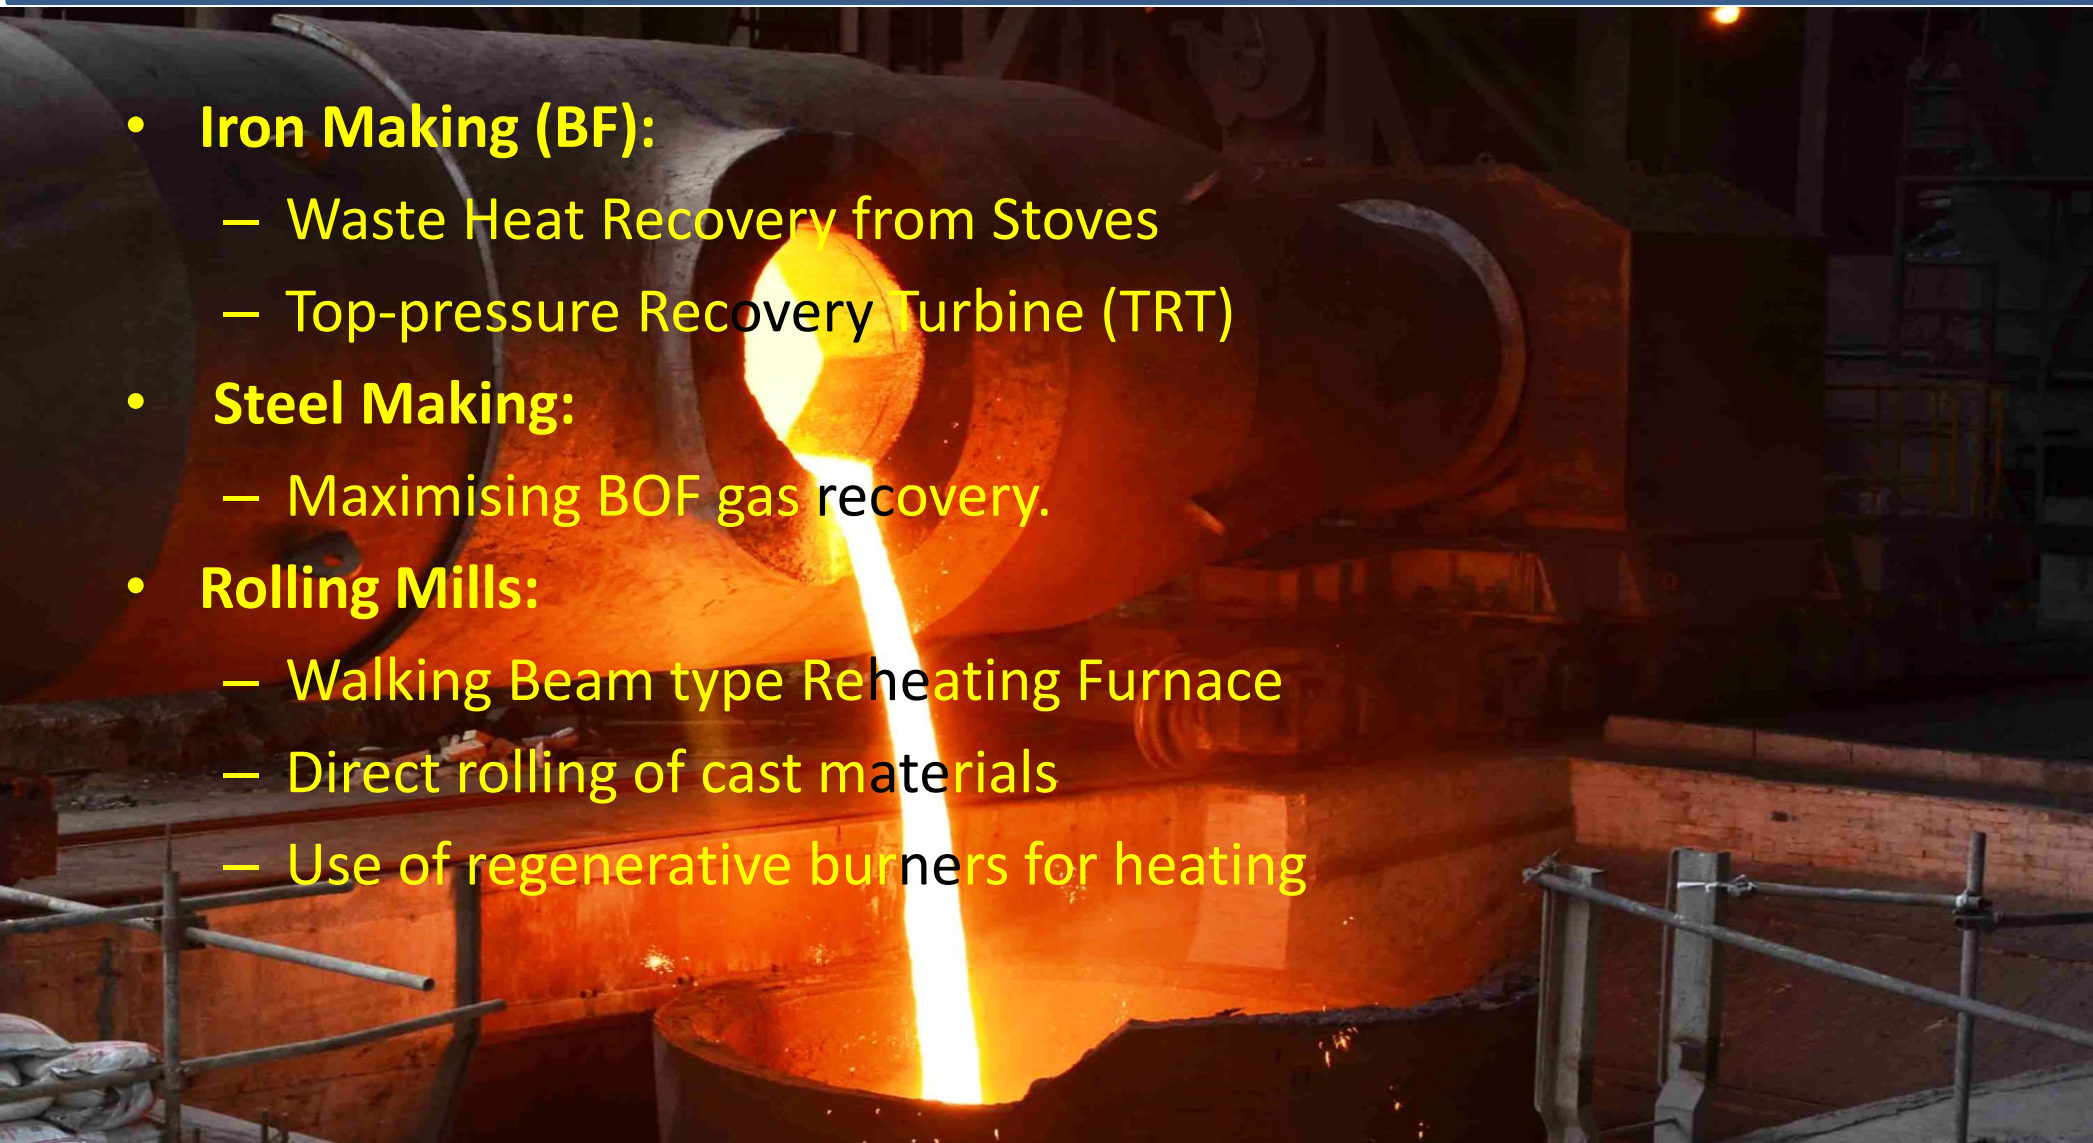 • Iron Making (BF):
– Waste Heat Recovery from Stoves
– Top-pressure Recovery Turbine (TRT)
• Steel Making:
– Maximising BOF gas recovery.
• Rolling Mills:
– Walking Beam type Reheating Furnace
– Direct rolling of cast materials
– Use of regenerative burners for heating